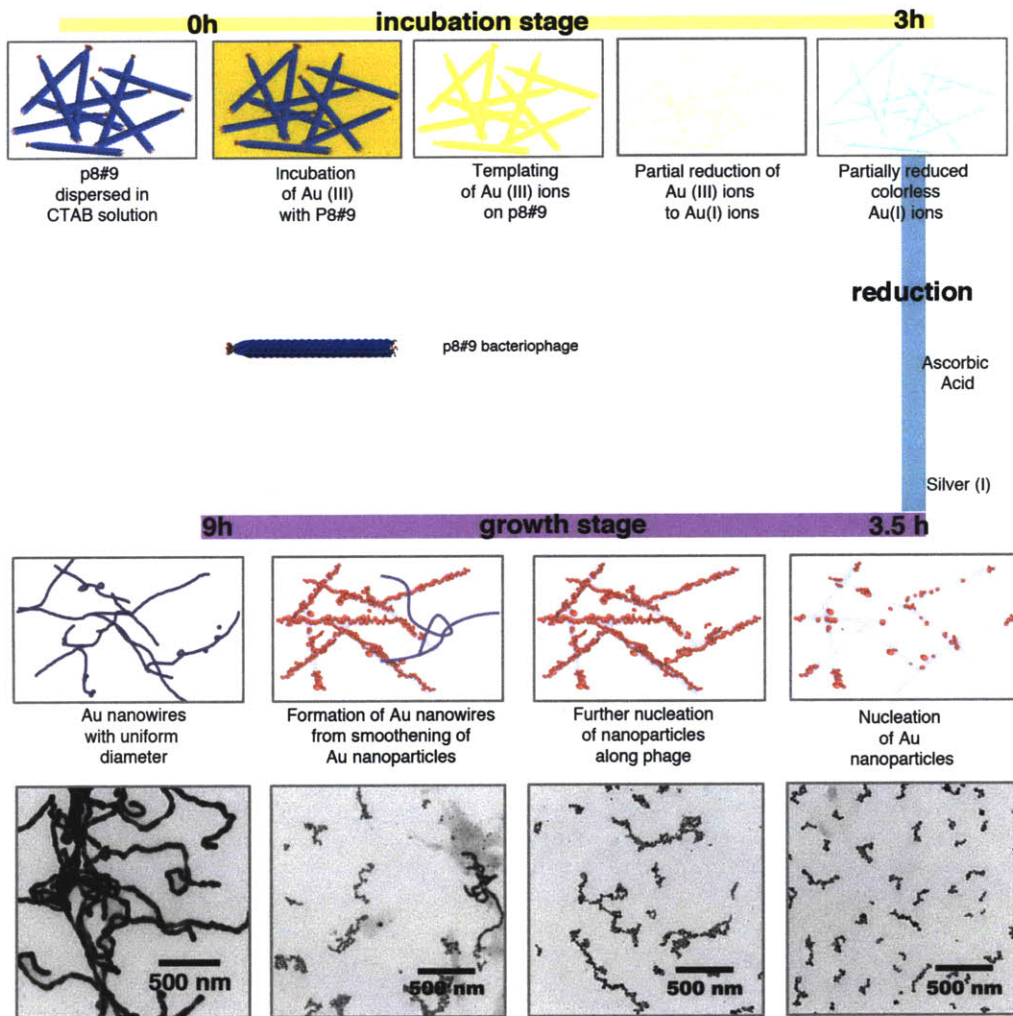 0h
incubation stage
3h
p8#9
dispersed in
CTAB solution
Incubation
of Au (III)
with P8#9
Templating
of Au (III) ions
on p8#9
Partial reduction of
Au (III) ions
to Au(I) ions
Partially reduced
colorless
Au(I) ions
reduction
p8#9 bacteriophage
Ascorbic
Acid
Silver (I)
9h
growth stage
3.5 h
Au nanowires
with uniform
diameter
Formation of Au nanowires
from smoothening of
Au nanoparticles
Further nucleation
of nanoparticles
along phage
Nucleation
of Au
nanoparticles
500 nm
500 nm
500 nm
500 nm